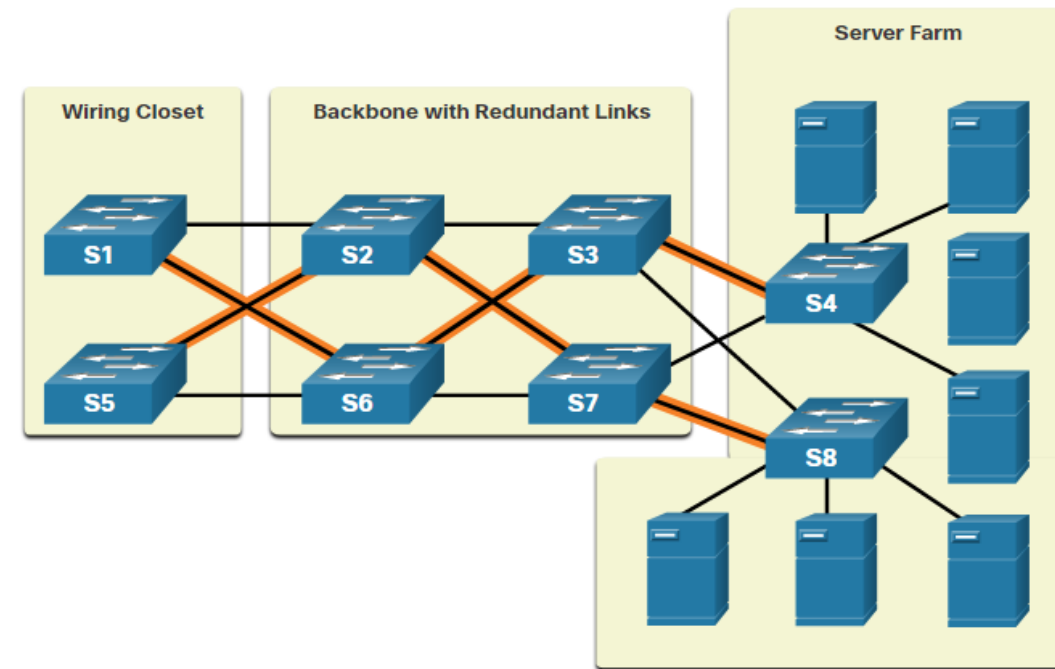 Server Farm
Wiring Closet
Backbone with Redundant Links
S1
S2
S3
S4
S5
S6
S7
S8